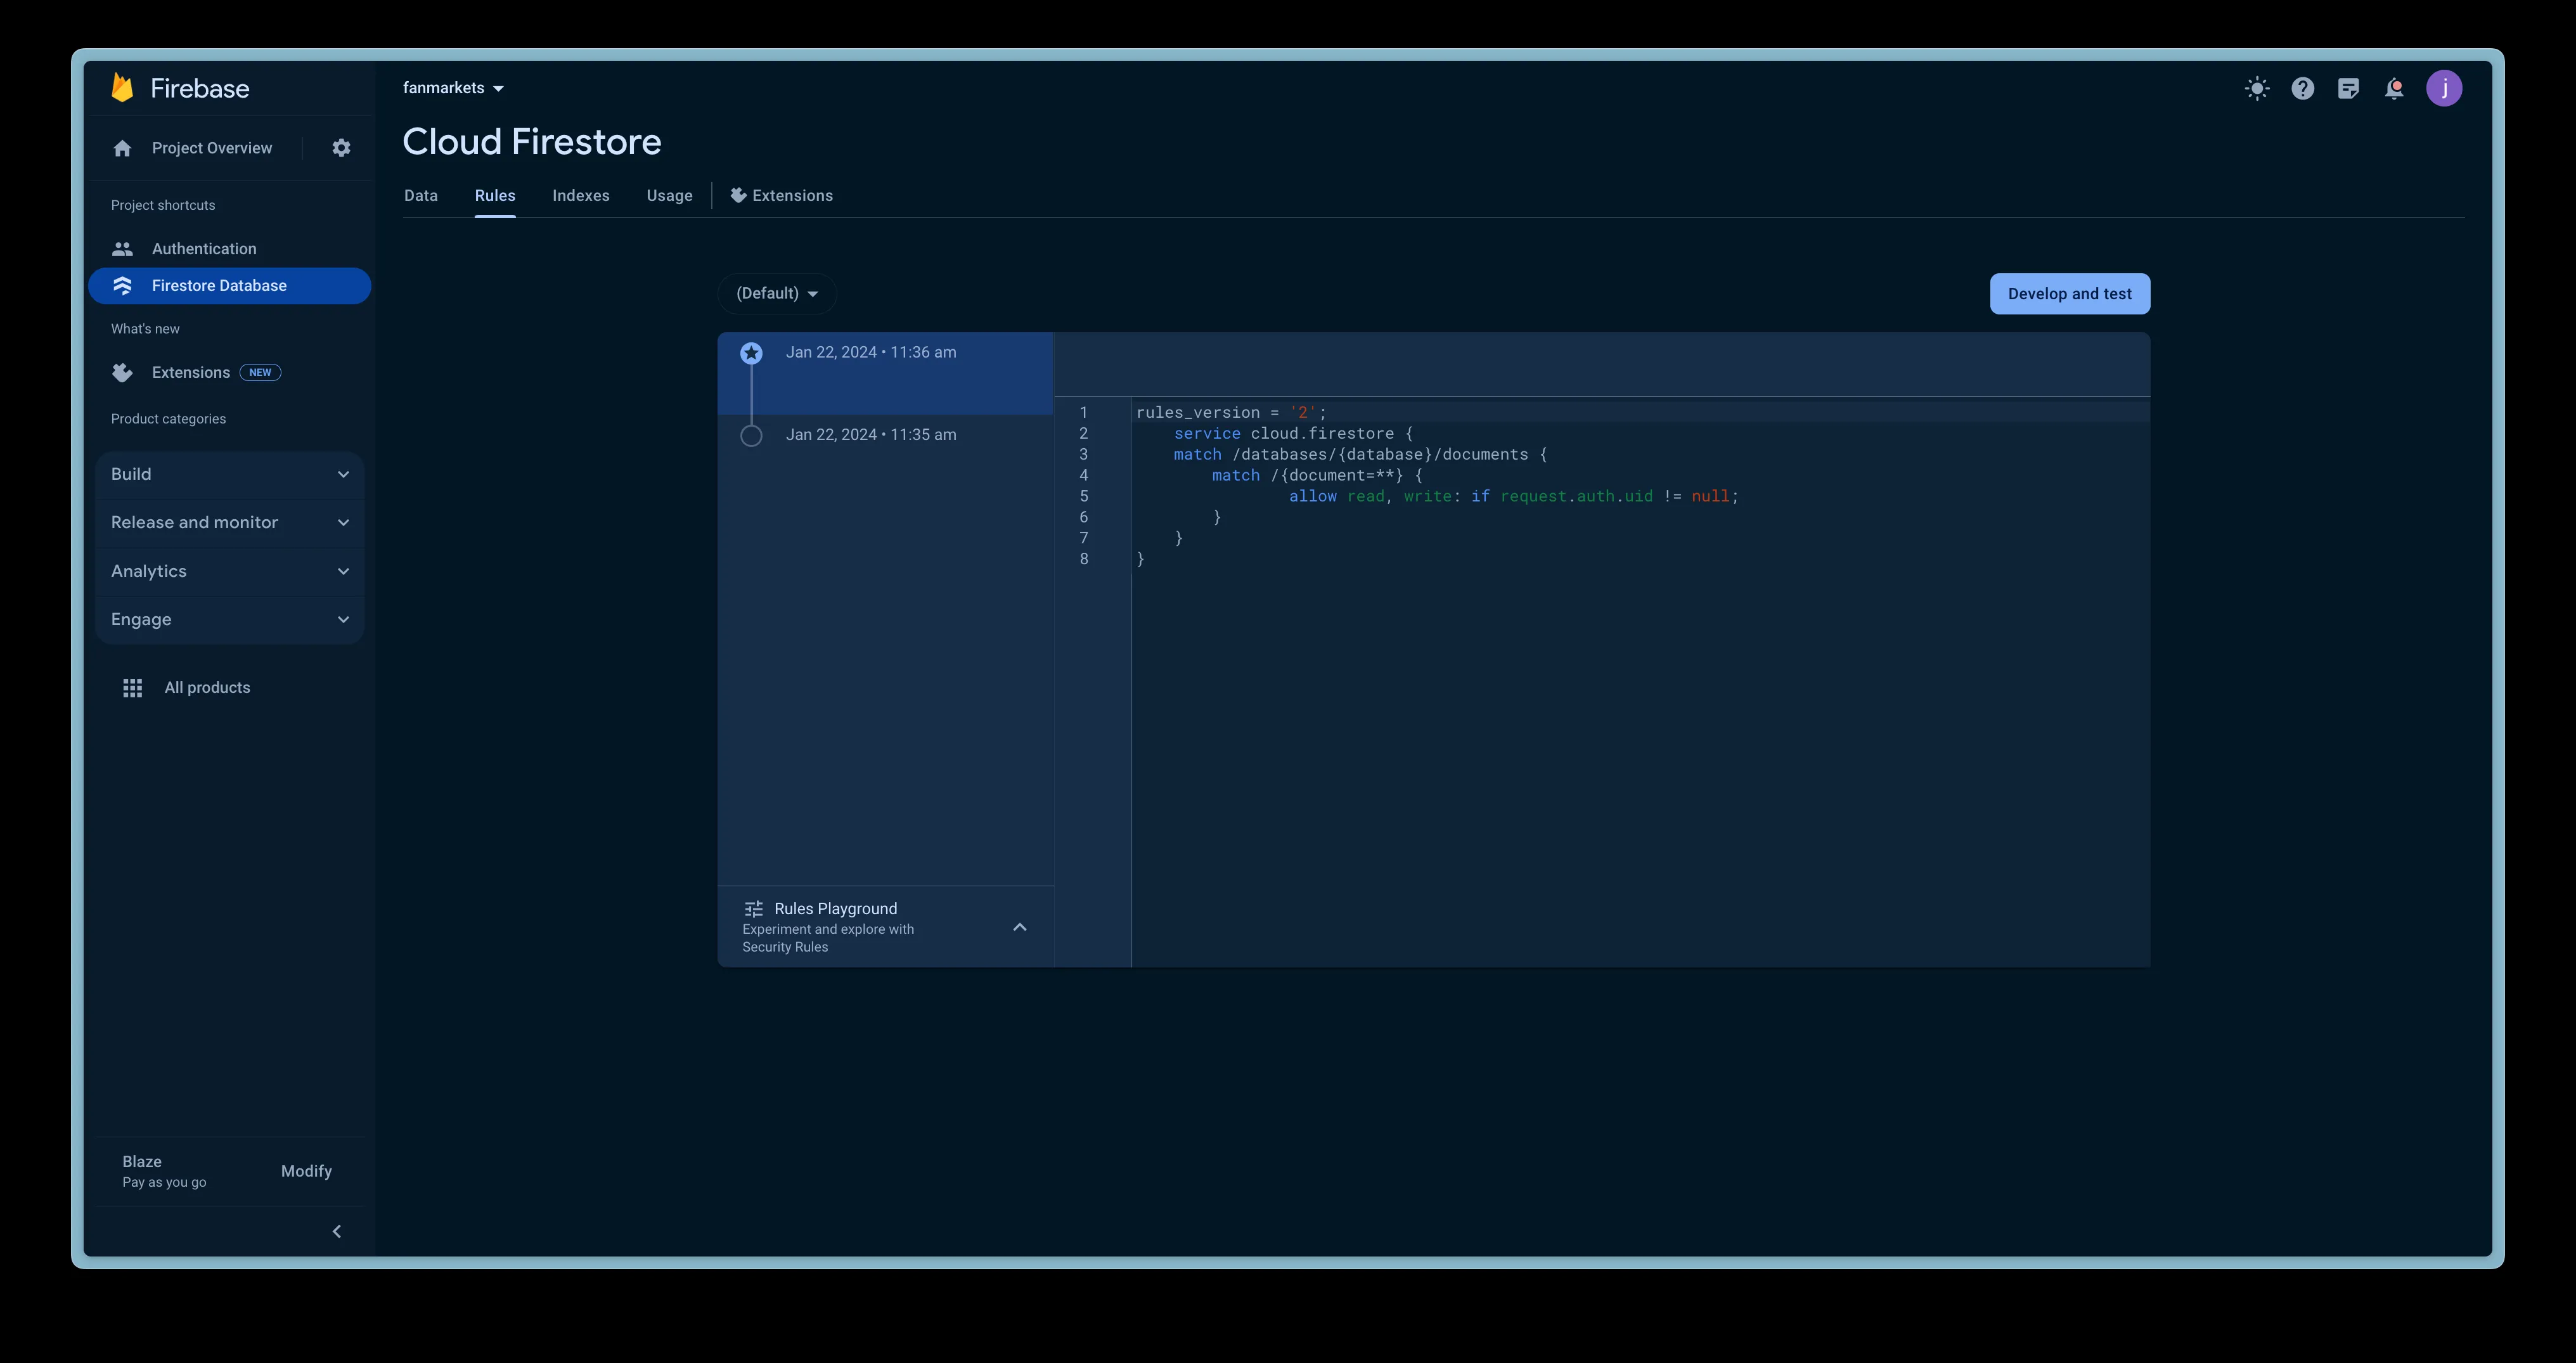 Firebase
fanmarkets
j
Project Overview
Cloud Firestore
Data Rules Indexes Usage Extensions
Project shortcuts
Authentication
Firestore Database
What's new
Extensions NEW
Product categories
Build
Release and monitor
Analytics
Engage
All products
Blaze
Pay as you go
Modify
(Default)
Develop and test
Jan 22, 2024 • 11:36 am
Jan 22, 2024 • 11:35 am
Rules Playground
Experiment and explore with
Security Rules
1 rules_version = '2';
2 service cloud.firestore {
3 match /databases/{database}/documents {
4 match /{document=**} {
5 allow read, write: if request.auth.uid != null;
6 }
7 }
8 }